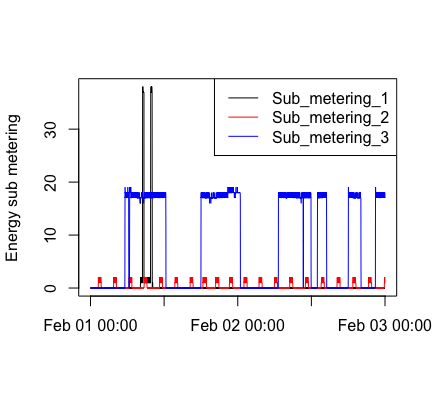 Sub_metering_1
Sub_metering_2
Sub_metering_3
Energy sub metering
30
20
10
0
Feb 01 00:00 Feb 02 00:00 Feb 03 00:00